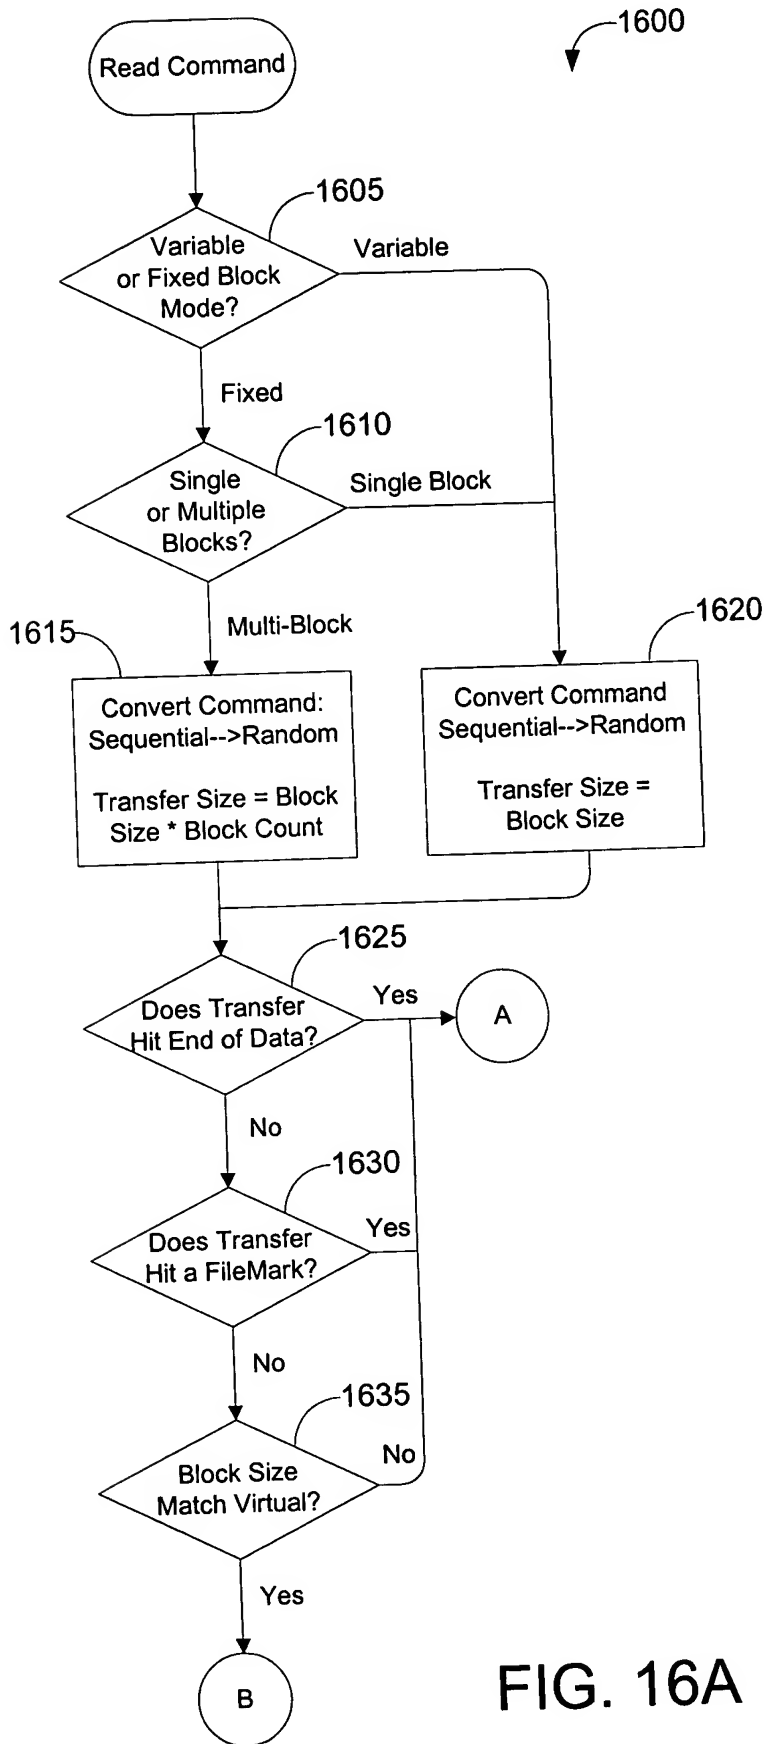 1600
Read Command
1605
Variable
or Fixed Block
Mode?
Variable
Fixed
1610
Single
or Multiple
Blocks?
Single Block
Multi-Block
1615
Convert Command:
Sequential-->Random
Transfer Size = Block
Size * Block Count
1620
Convert Command
Sequential-->Random
Transfer Size =
Block Size
1625
Does Transfer
Hit End of Data?
Yes
A
No
1630
Does Transfer
Hit a FileMark?
Yes
No
1635
Block Size
Match Virtual?
No
Yes
B
FIG. 16A